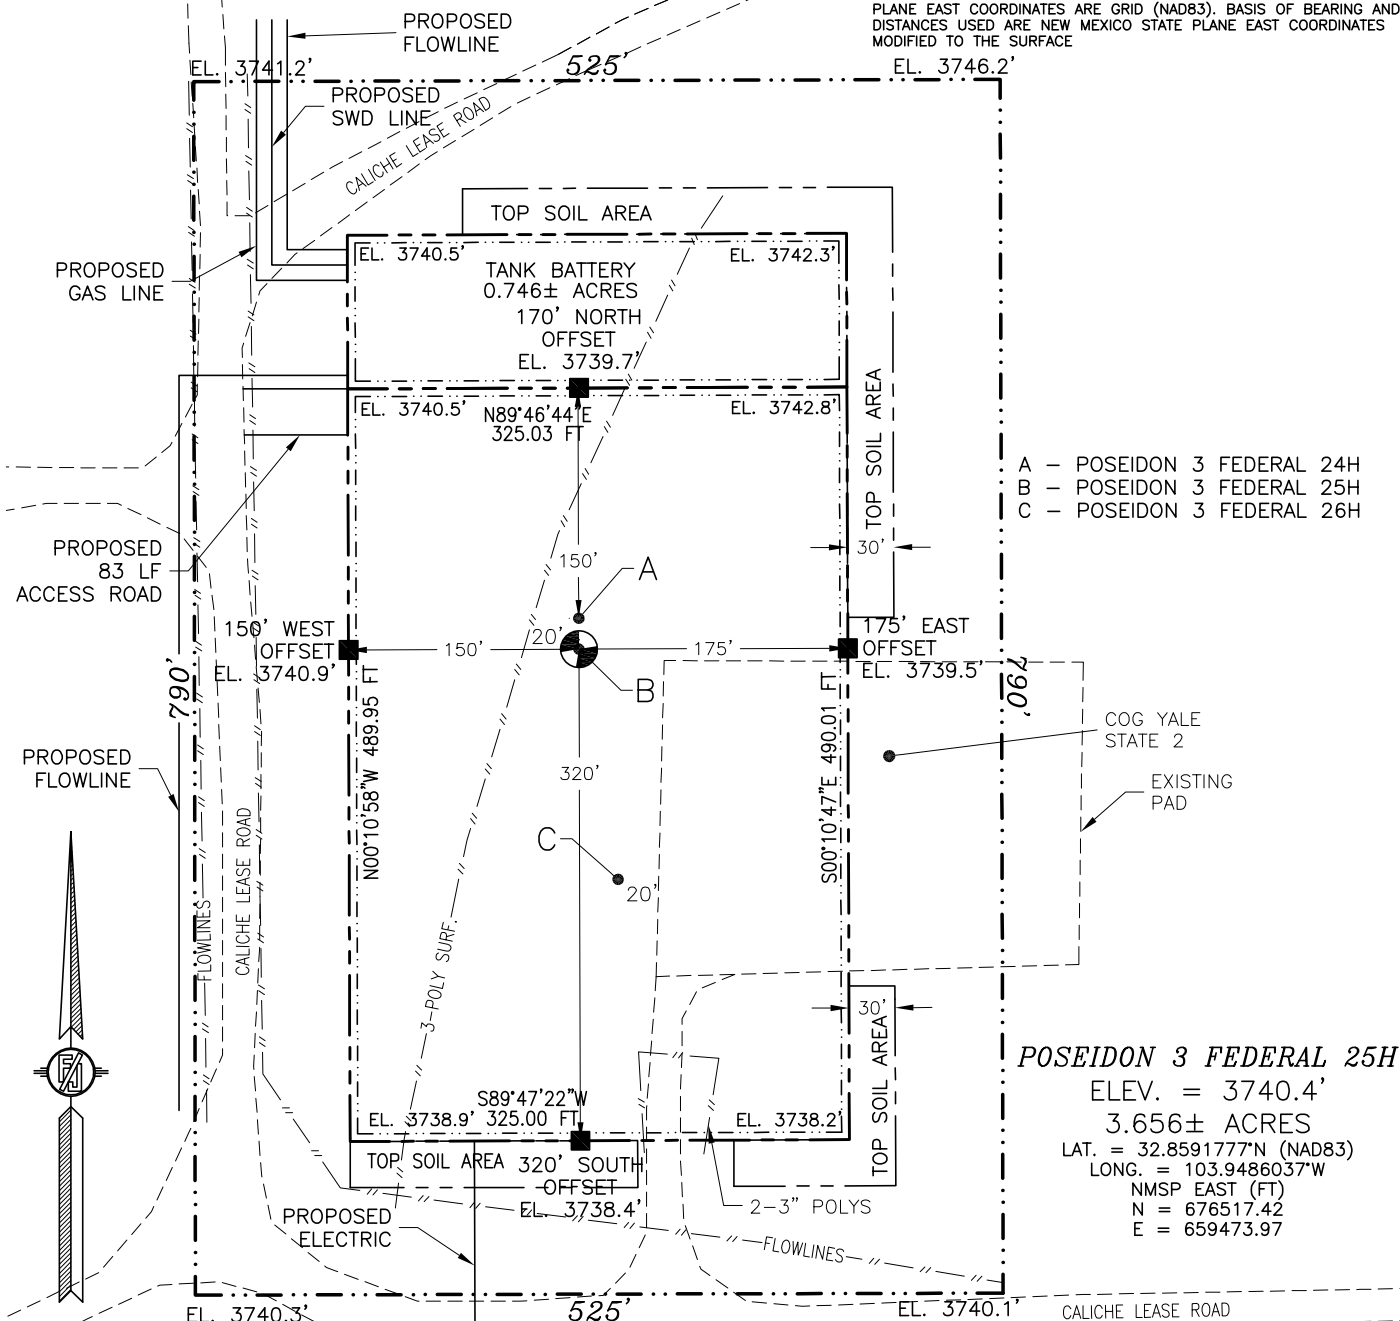 PLANE EAST COORDINATES ARE GRID (NAD83). BASIS OF BEARING AND
DISTANCES USED ARE NEW MEXICO STATE PLANE EAST COORDINATES
MODIFIED TO THE SURFACE
PROPOSED
FLOWLINE
EL. 3741.2'
525'
EL. 3746.2'
PROPOSED
SWD LINE
CALICHE LEASE ROAD
TOP SOIL AREA
EL. 3740.5'
EL. 3742.3'
PROPOSED
GAS LINE
TANK BATTERY
0.746± ACRES
170' NORTH
OFFSET
EL. 3739.7'
EL. 3740.5'
EL. 3742.8'
N89°46'44"E
325.03 FT
TOP SOIL AREA
A – POSEIDON 3 FEDERAL 24H
B – POSEIDON 3 FEDERAL 25H
C – POSEIDON 3 FEDERAL 26H
PROPOSED
83 LF
ACCESS ROAD
150'
30'
A
150' WEST
OFFSET
EL. 3740.9'
150'
20'
175'
175' EAST
OFFSET
EL. 3739.5'
B
790'
790'
N00°10'58"W 489.95 FT
S00°10'47"E 490.01 FT
COG YALE
STATE 2
PROPOSED
FLOWLINE
320'
EXISTING
PAD
C
20'
FLOWLINES
CALICHE LEASE ROAD
3-POLY SURF.
30'
TOP SOIL AREA
POSEIDON 3 FEDERAL 25H
ELEV. = 3740.4'
3.656± ACRES
LAT. = 32.8591777°N (NAD83)
LONG. = 103.9486037°W
NMSP EAST (FT)
N = 676517.42
E = 659473.97
S89°47'22"W
325.00 FT
EL. 3738.9'
EL. 3738.2'
TOP SOIL AREA
320' SOUTH
OFFSET
EL. 3738.4'
2-3" POLYS
PROPOSED
ELECTRIC
FLOWLINES
EL. 3740.3'
525'
EL. 3740.1'
CALICHE LEASE ROAD